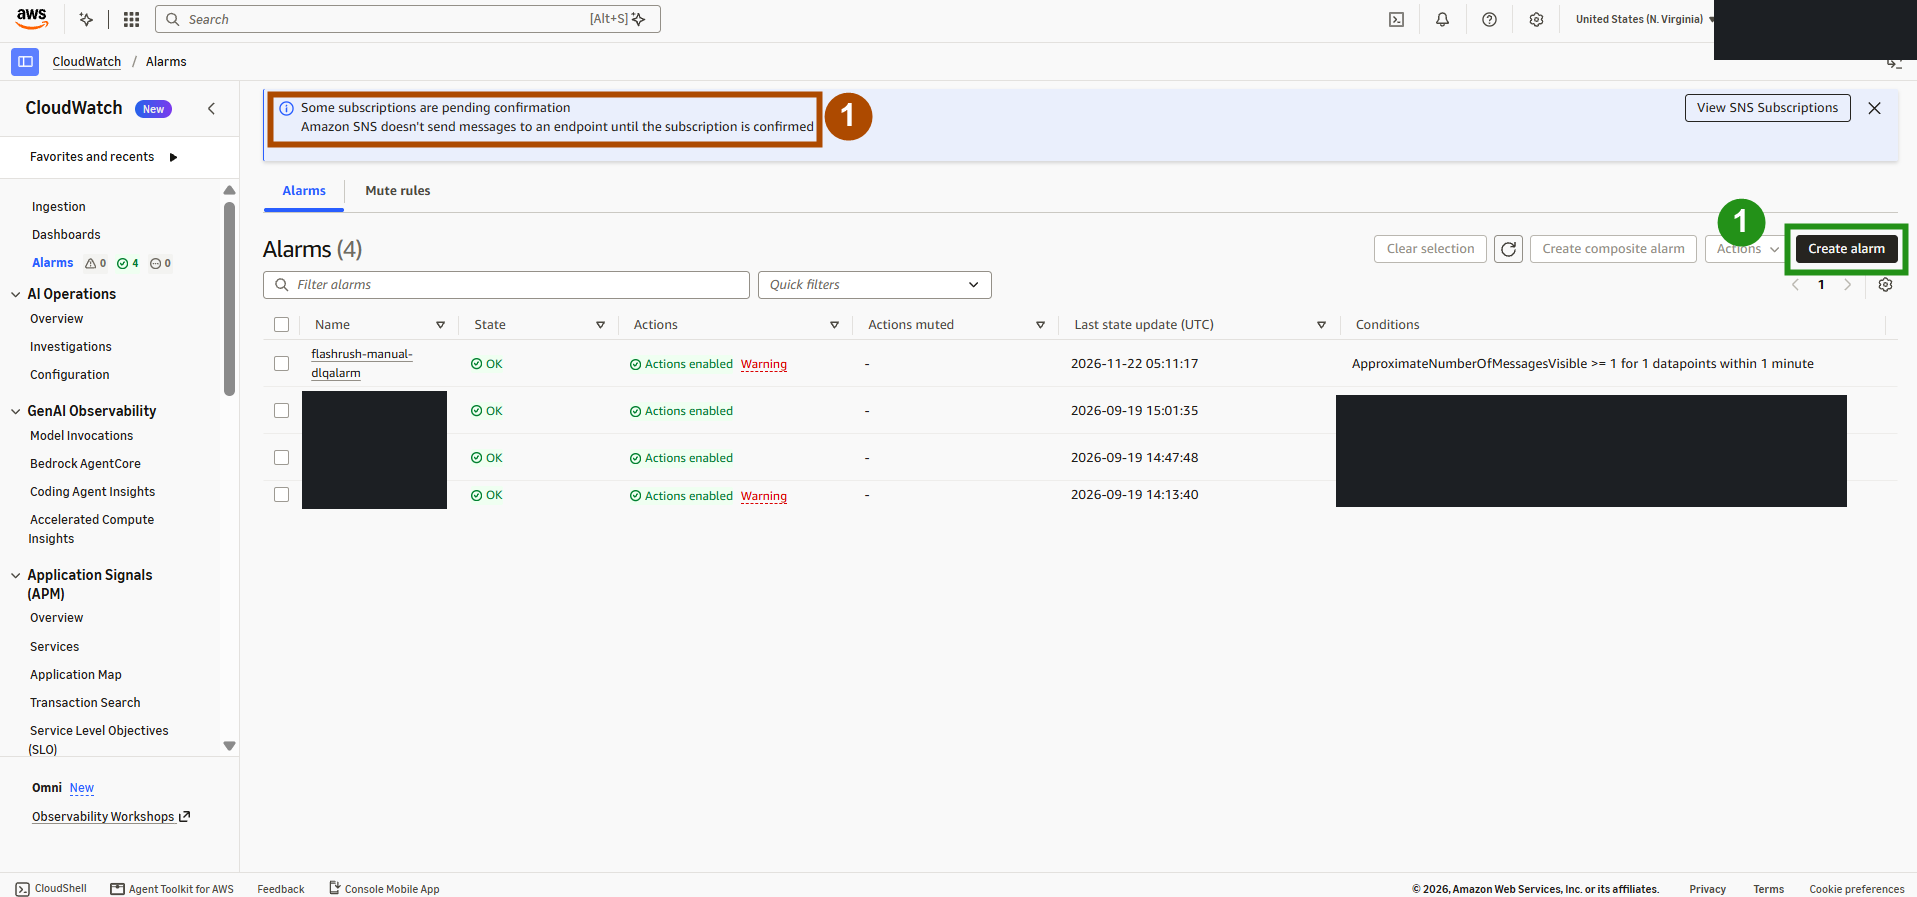 aws
Search
[Alt+S]
United States (N. Virginia)
CloudWatch / Alarms
CloudWatch New
Favorites and recents
Ingestion
Dashboards
Alarms 0 4 0
AI Operations
Overview
Investigations
Configuration
GenAI Observability
Model Invocations
Bedrock AgentCore
Coding Agent Insights
Accelerated Compute
Insights
Application Signals
(APM)
Overview
Services
Application Map
Transaction Search
Service Level Objectives
(SLO)
Omni New
Observability Workshops
Some subscriptions are pending confirmation
Amazon SNS doesn't send messages to an endpoint until the subscription is confirmed
1
View SNS Subscriptions
Alarms
Mute rules
Alarms (4)
Clear selection
Create composite alarm
Actions
1
Create alarm
Filter alarms
Quick filters
1
Name State Actions Actions muted Last state update (UTC) Conditions
flashrush-manual-
dlqalarm
OK Actions enabled Warning - 2026-11-22 05:11:17 ApproximateNumberOfMessagesVisible >= 1 for 1 datapoints within 1 minute
OK Actions enabled - 2026-09-19 15:01:35
OK Actions enabled - 2026-09-19 14:47:48
OK Actions enabled Warning - 2026-09-19 14:13:40
CloudShell Agent Toolkit for AWS Feedback Console Mobile App
© 2026, Amazon Web Services, Inc. or its affiliates. Privacy Terms Cookie preferences